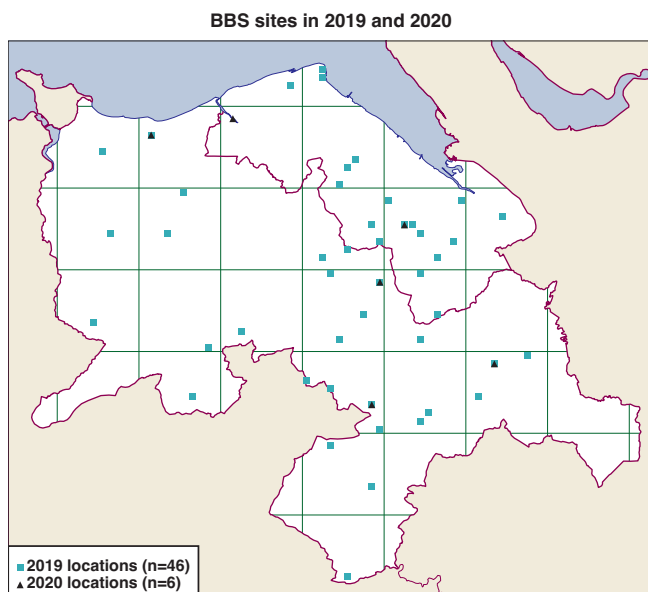 BBS sites in 2019 and 2020
2019 locations (n=46)
2020 locations (n=6)